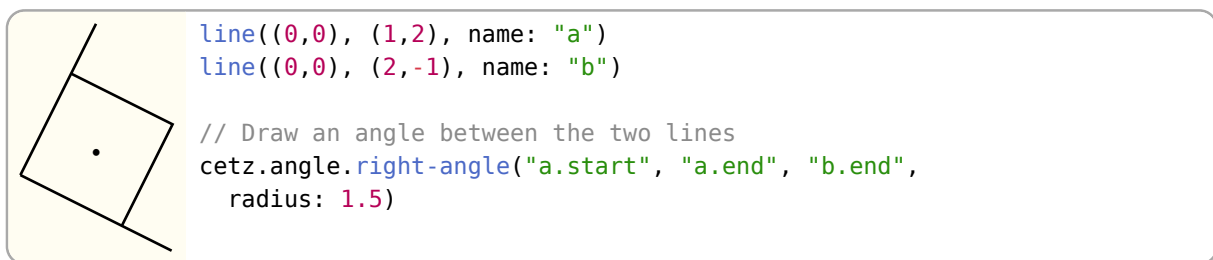 line((0,0), (1,2), name: "a")
line((0,0), (2,-1), name: "b")

// Draw an angle between the two lines
cetz.angle.right-angle("a.start", "a.end", "b.end",
  radius: 1.5)